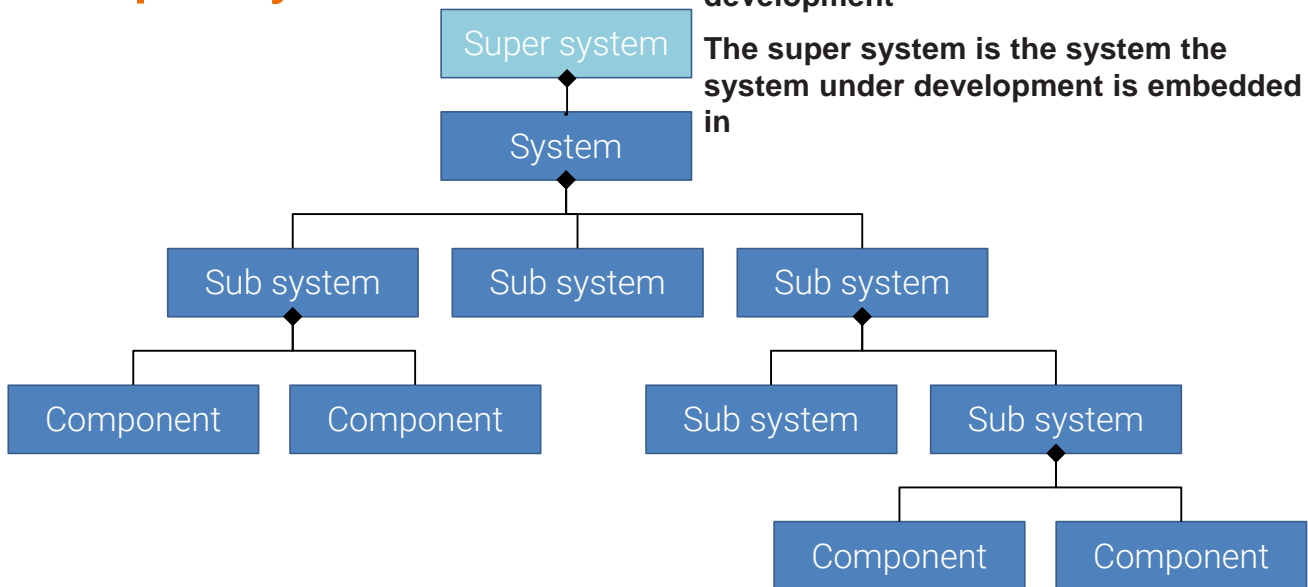 development
Super system
The super system is the system the
system under development is embedded
in
System
Sub system
Sub system
Sub system
Component
Component
Sub system
Sub system
Component
Component